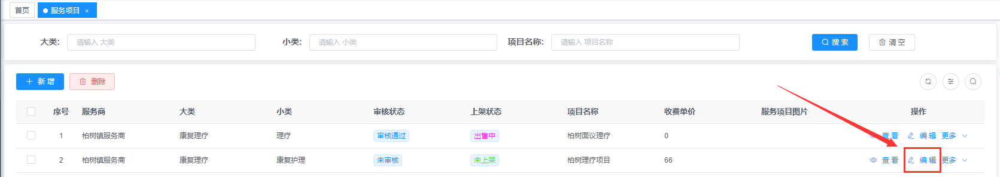 首页 服务项目 ×
大类: 请输入 大类 小类: 请输入 小类 项目名称: 请输入 项目名称 搜 索 清 空
新 增 删除
序号 服务商 大类 小类 审核状态 上架状态 项目名称 收费单价 服务项目图片 操作
1 柏树镇服务商 康复理疗 理疗 审核通过 出售中 柏树面议理疗 0 查 看 编 辑 更多
2 柏树镇服务商 康复理疗 康复护理 未审核 未上架 柏树理疗项目 66 查 看 编 辑 更多